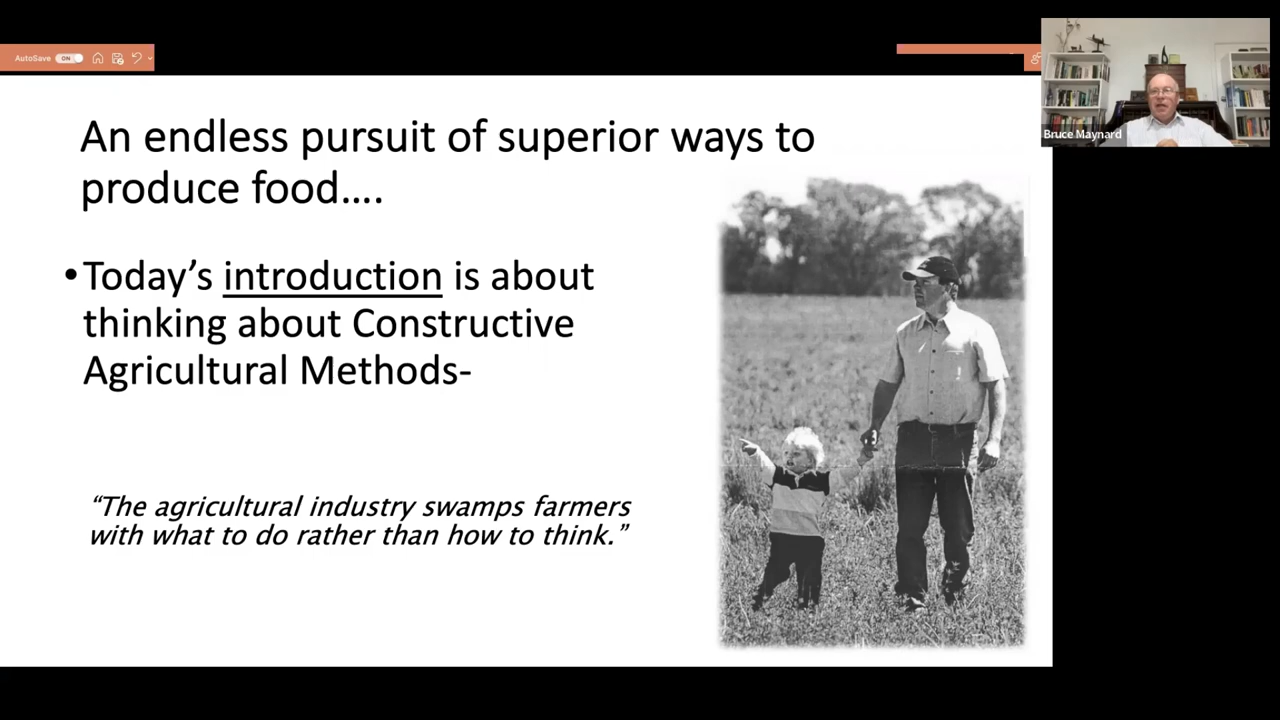 AutoSave ON
Bruce Maynard
An endless pursuit of superior ways to
produce food....
•Today’s introduction is about
thinking about Constructive
Agricultural Methods-
“The agricultural industry swamps farmers
with what to do rather than how to think.”